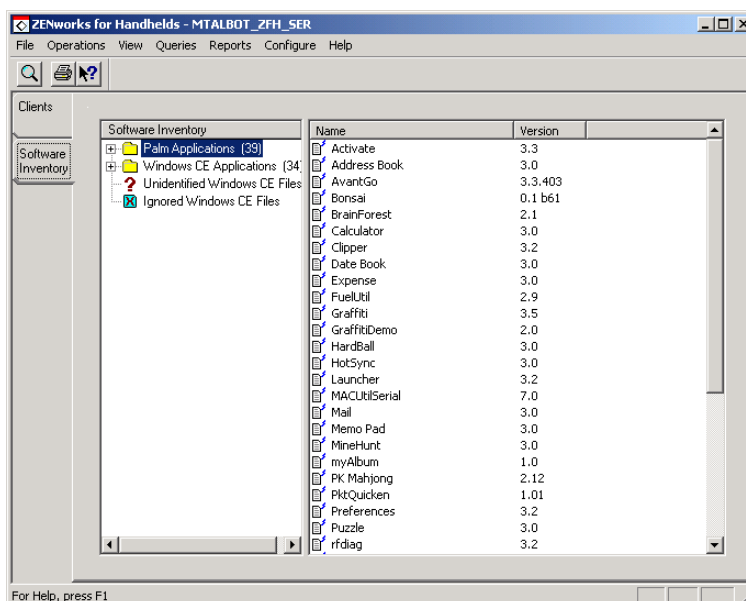 ZENworks for Handhelds - MTALBOT_ZFH_SER
File Operations View Queries Reports Configure Help
Clients
Software Inventory
Software Inventory
Palm Applications (39)
Windows CE Applications (34)
Unidentified Windows CE Files
Ignored Windows CE Files
Name Version
Activate 3.3
Address Book 3.0
AvantGo 3.3.403
Bonsai 0.1 b61
BrainForest 2.1
Calculator 3.0
Clipper 3.2
Date Book 3.0
Expense 3.0
FuelUtil 2.9
Graffiti 3.5
GraffitiDemo 2.0
HardBall 3.0
HotSync 3.0
Launcher 3.2
MACUtilSerial 7.0
Mail 3.0
Memo Pad 3.0
MineHunt 3.0
myAlbum 1.0
PK Mahjong 2.12
PktQuicken 1.01
Preferences 3.2
Puzzle 3.0
rfdiag 3.2
For Help, press F1